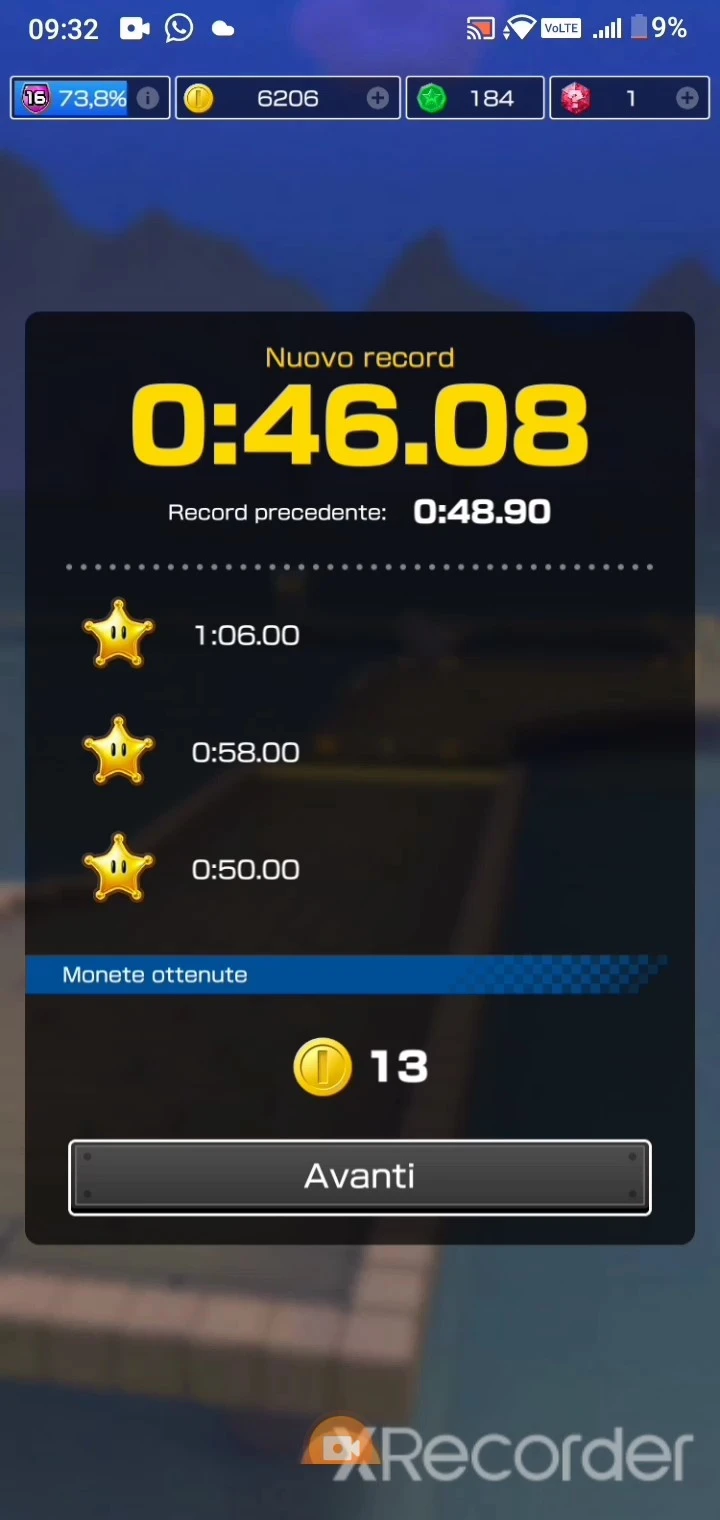 09:32 VoLTE 9%
16 73,8% 6206 184 1
Nuovo record
0:46.08
Record precedente: 0:48.90
1:06.00
0:58.00
0:50.00
Monete ottenute
13
Avanti
XRecorder